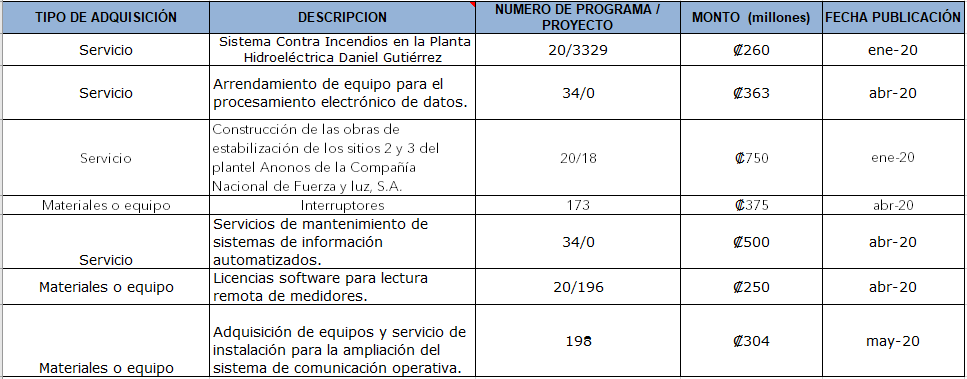 TIPO DE ADQUISICIÓN DESCRIPCION NUMERO DE PROGRAMA / MONTO (millones) FECHA PUBLICACIÓN
PROYECTO
Servicio Sistema Contra Incendios en la Planta 20/3329 ₡260 ene-20
Hidroeléctrica Daniel Gutiérrez
Servicio Arrendamiento de equipo para el 34/0 ₡363 abr-20
procesamiento electrónico de datos.
Servicio Construcción de las obras de 20/18 ₡750 ene-20
estabilización de los sitios 2 y 3 del
plantel Anonos de la Compañía
Nacional de Fuerza y luz, S.A.
Materiales o equipo Interruptores 173 ₡375 abr-20
Servicio Servicios de mantenimiento de 34/0 ₡500 abr-20
sistemas de información
automatizados.
Materiales o equipo Licencias software para lectura 20/196 ₡250 abr-20
remota de medidores.
Materiales o equipo Adquisición de equipos y servicio de 198 ₡304 may-20
instalación para la ampliación del
sistema de comunicación operativa.